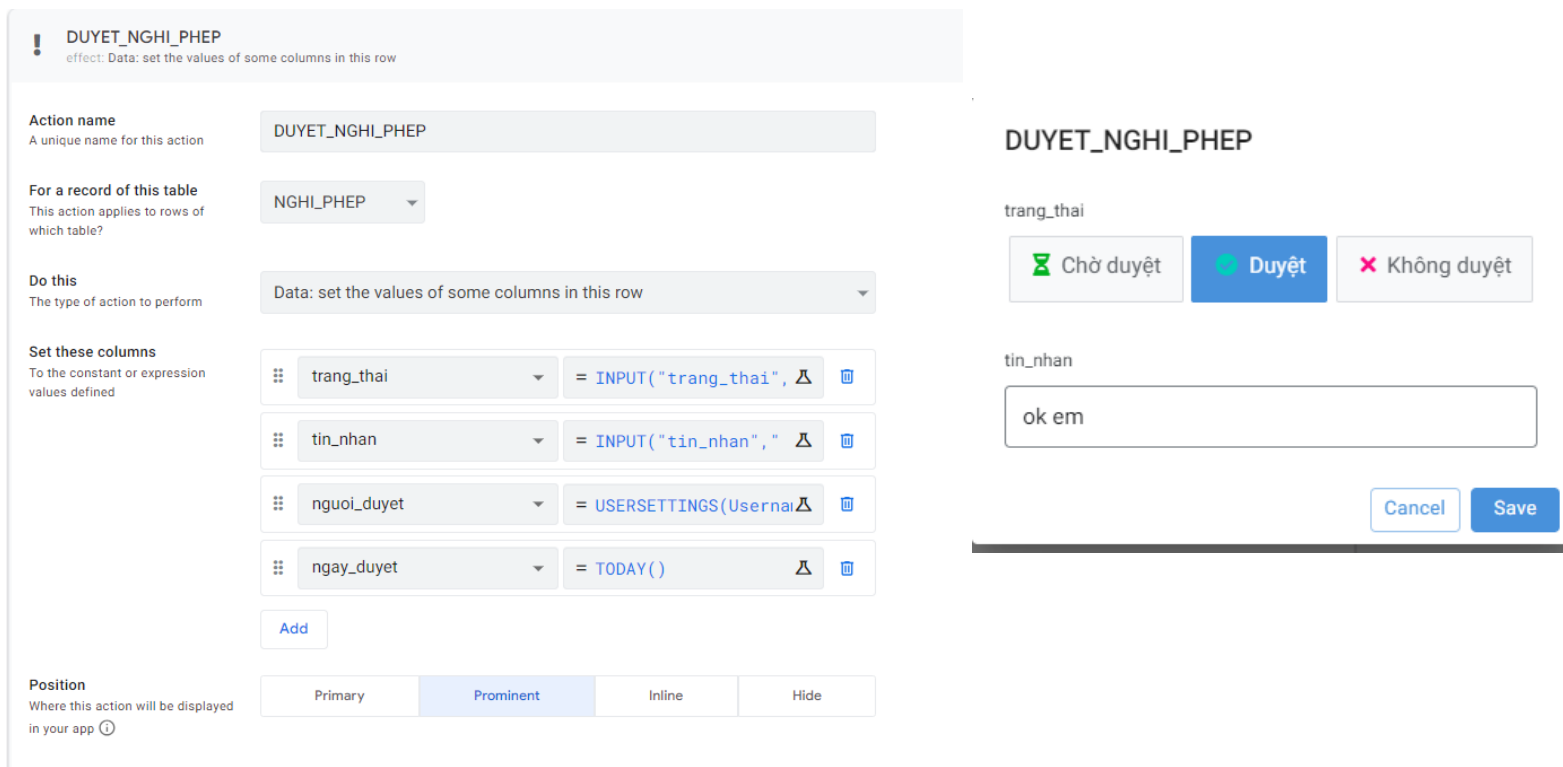 DUYET_NGHI_PHEP
effect: Data: set the values of some columns in this row
Action name
A unique name for this action
DUYET_NGHI_PHEP
For a record of this table
This action applies to rows of
which table?
NGHI_PHEP
Do this
The type of action to perform
Data: set the values of some columns in this row
Set these columns
To the constant or expression
values defined
trang_thai
= INPUT("trang_thai",
tin_nhan
= INPUT("tin_nhan","
nguoi_duyet
= USERSETTINGS(Userna
ngay_duyet
= TODAY()
Add
Position
Where this action will be displayed
in your app
Primary
Prominent
Inline
Hide
DUYET_NGHI_PHEP
trang_thai
Chờ duyệt
Duyệt
Không duyệt
tin_nhan
ok em
Cancel
Save